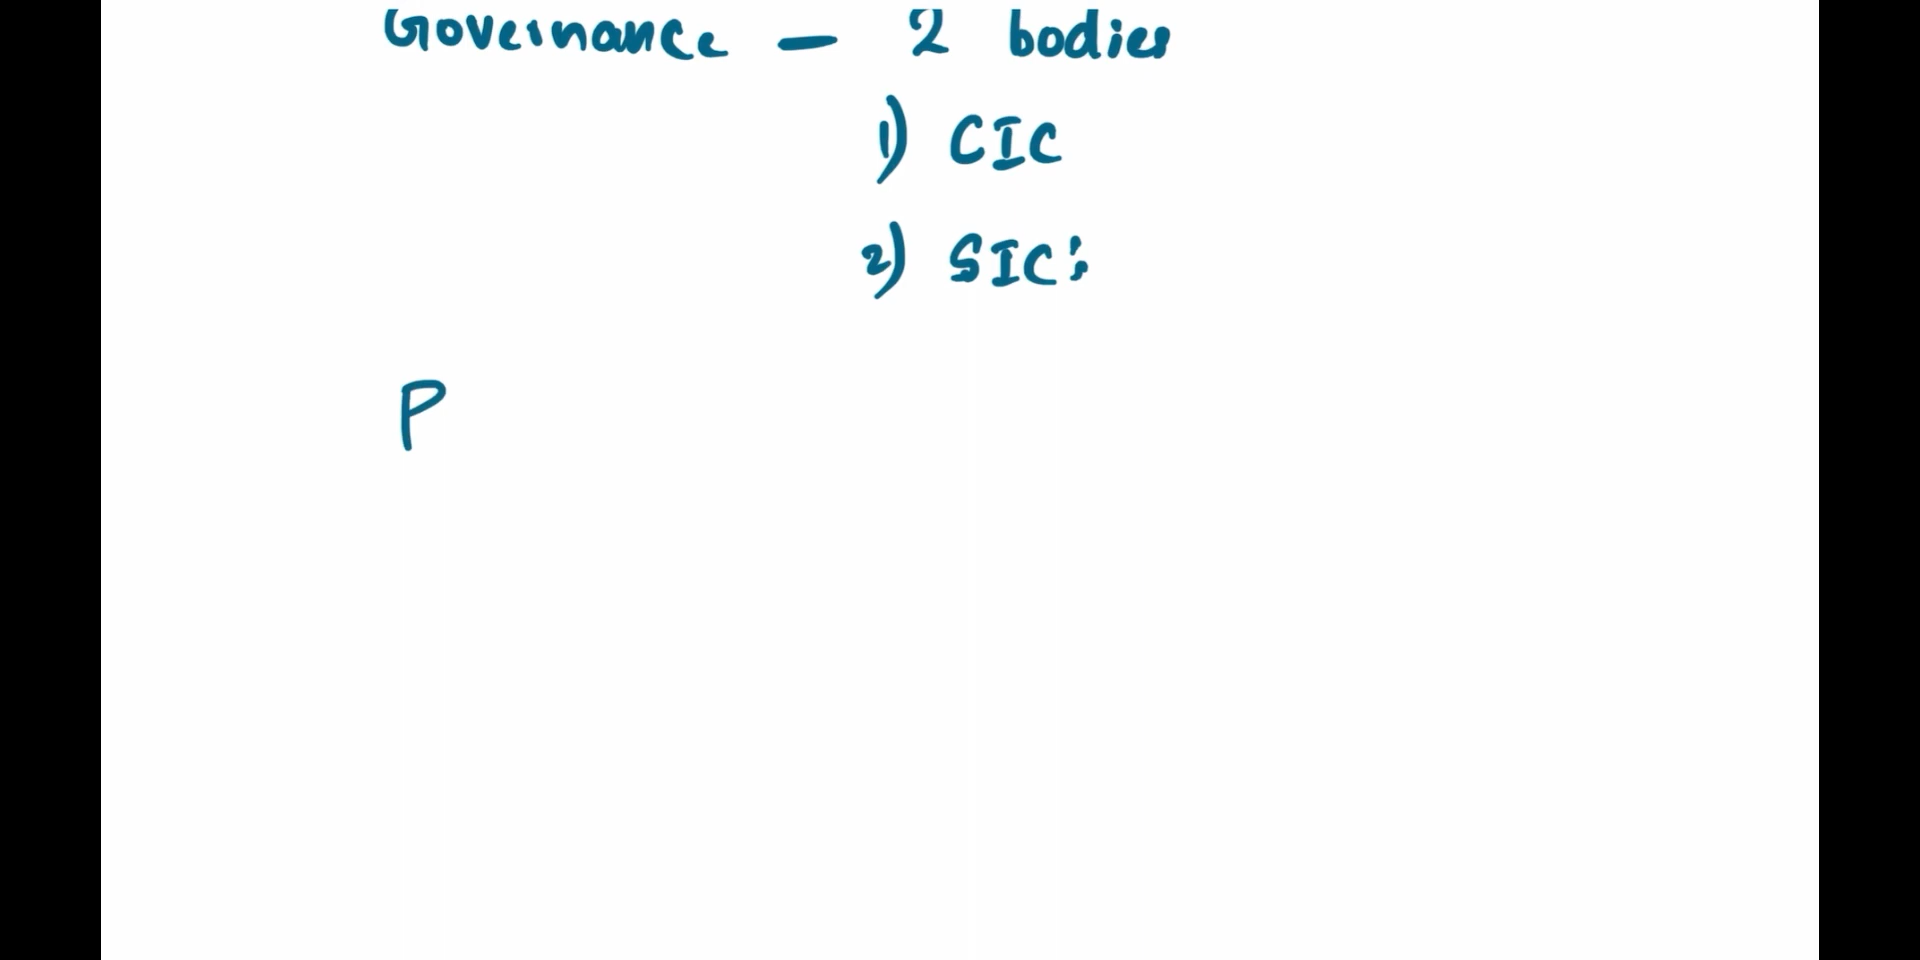 Governance — 2 bodies
1) CIC
2) SIC's
P